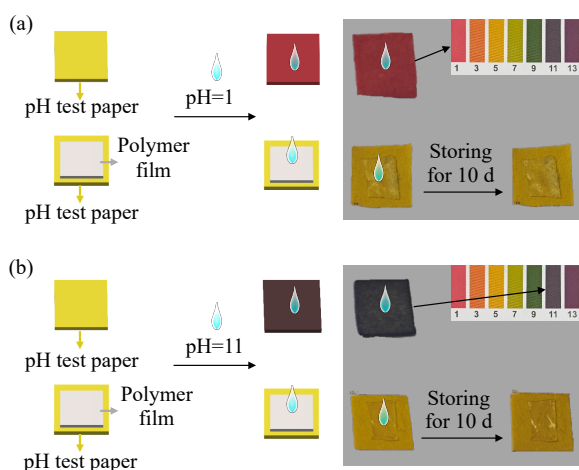 (a)
pH test paper
pH=1
1 3 5 7 9 11 13
Polymer
film
pH test paper
Storing
for 10 d
(b)
pH test paper
pH=11
1 3 5 7 9 11 13
Polymer
film
pH test paper
Storing
for 10 d